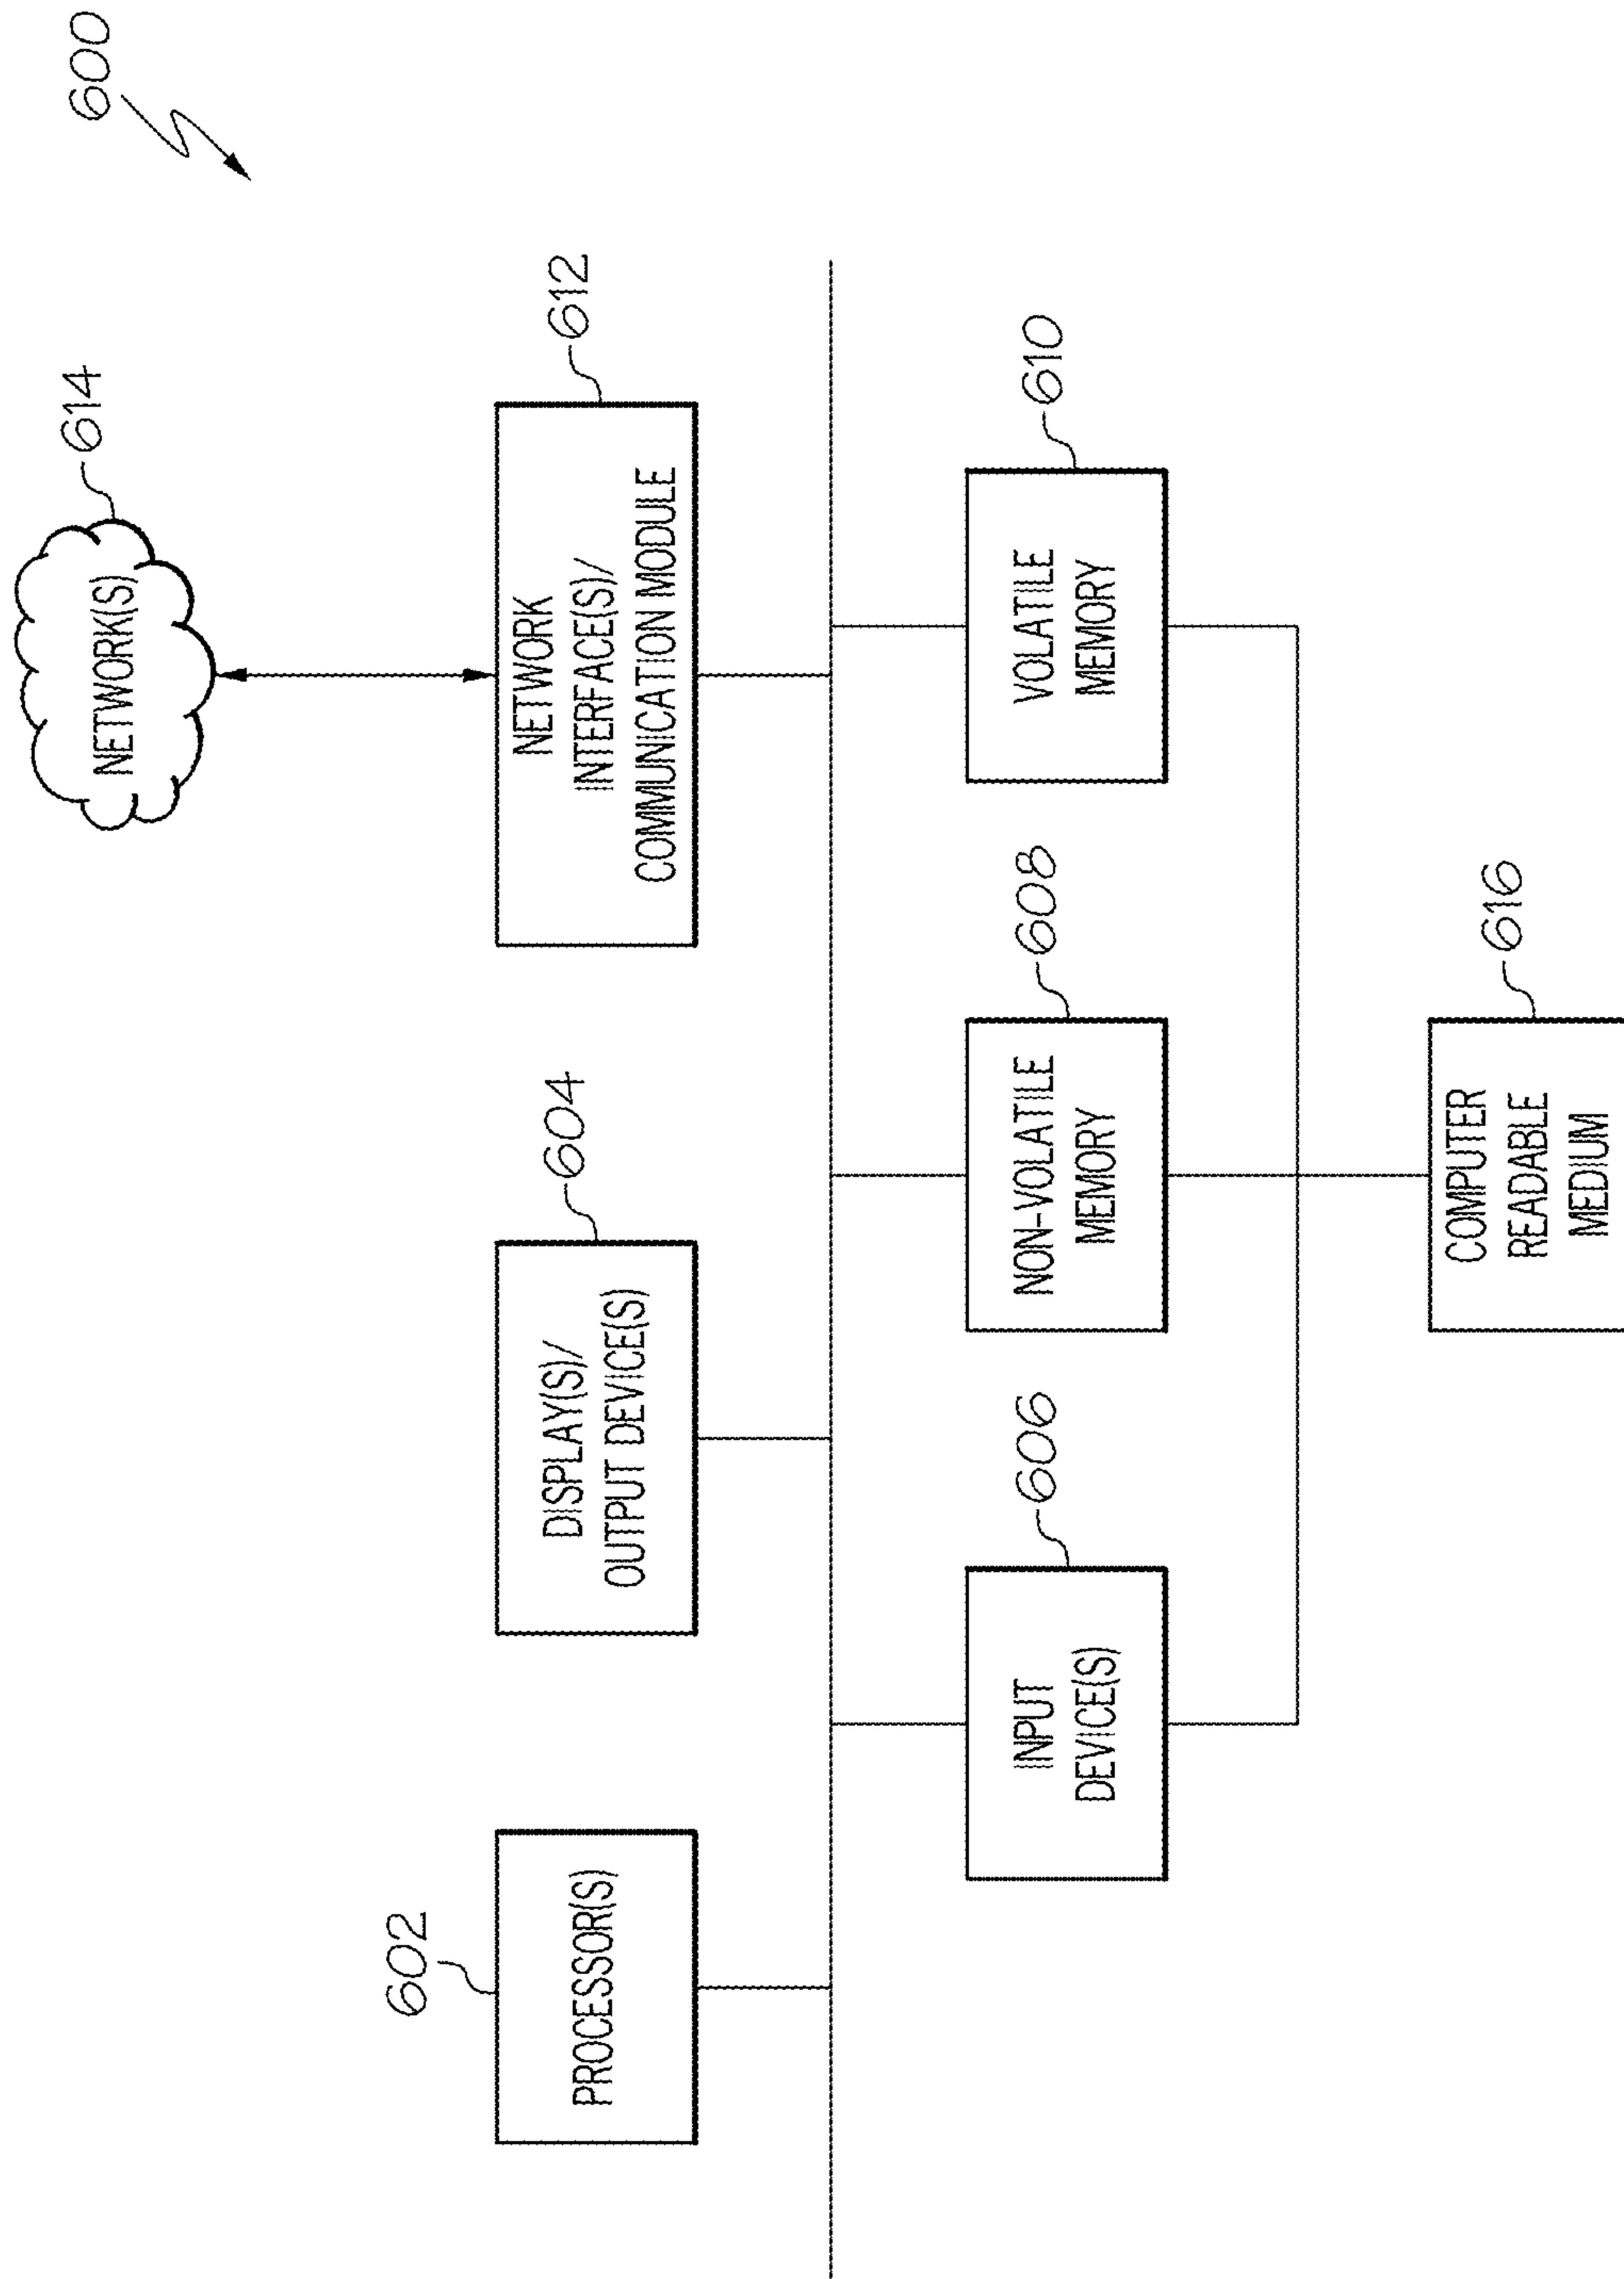 600
NETWORK(S)
614
602
PROCESSOR(S)
DISPLAY(S)/
OUTPUT DEVICE(S)
604
NETWORK
INTERFACE(S)/
COMMUNICATION MODULE
612
INPUT
DEVICE(S)
606
NON-VOLATILE
MEMORY
608
VOLATILE
MEMORY
610
COMPUTER
READABLE
MEDIUM
616